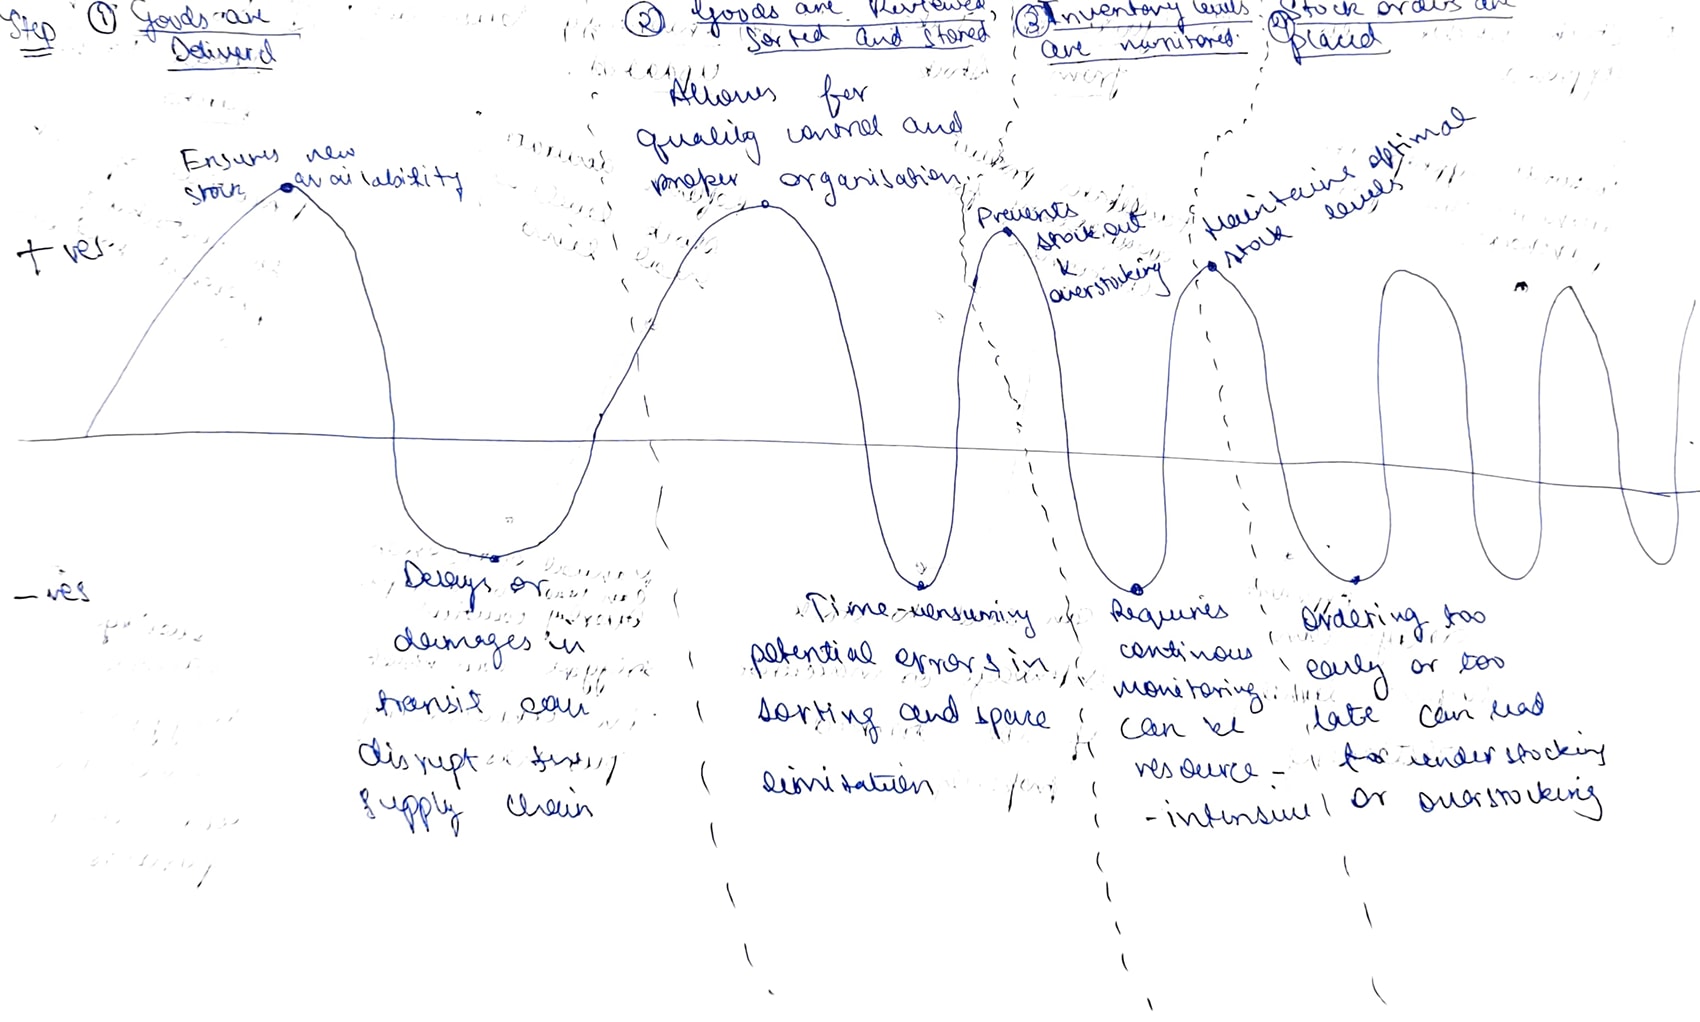 Step
① Goods are
Deliverd
② Goods are Reviewed,
Sorted and Stored
③ Inventory levels
are monitored.
④ Stock orders are
placed
+ ves
Ensures new
stock availability
Allows for
quality control and
proper organisation.
Prevents
stock out
&
overstocking
Maintains optimal
stock levels
- ves
Delays or
damages in
transit can
disrupt
supply chain
Time-consuming
potential errors in
sorting and space
limitation
Requires
continous
monitoring.
can be
resource -
- intensive
ordering too
early or too
late can lead
to understocking
or overstocking